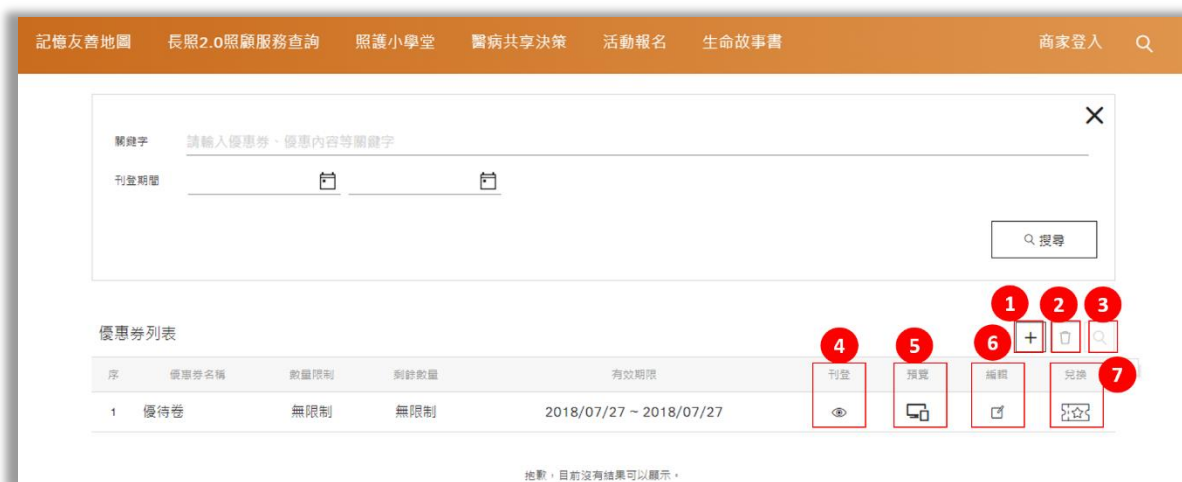 記憶友善地圖 長照2.0照顧服務查詢 照護小學堂 醫病共享決策 活動報名 生命故事書 商家登入
關鍵字 請輸入優惠券、優惠內容等關鍵字
刊登期間
搜尋
1 2 3
優惠券列表
4 5 6
序 優惠券名稱 數量限制 剩餘數量 有效期限 刊登 預覽 編輯 兌換 7
1 優待卷 無限制 無限制 2018/07/27 ~ 2018/07/27
抱歉，目前沒有結果可以顯示。